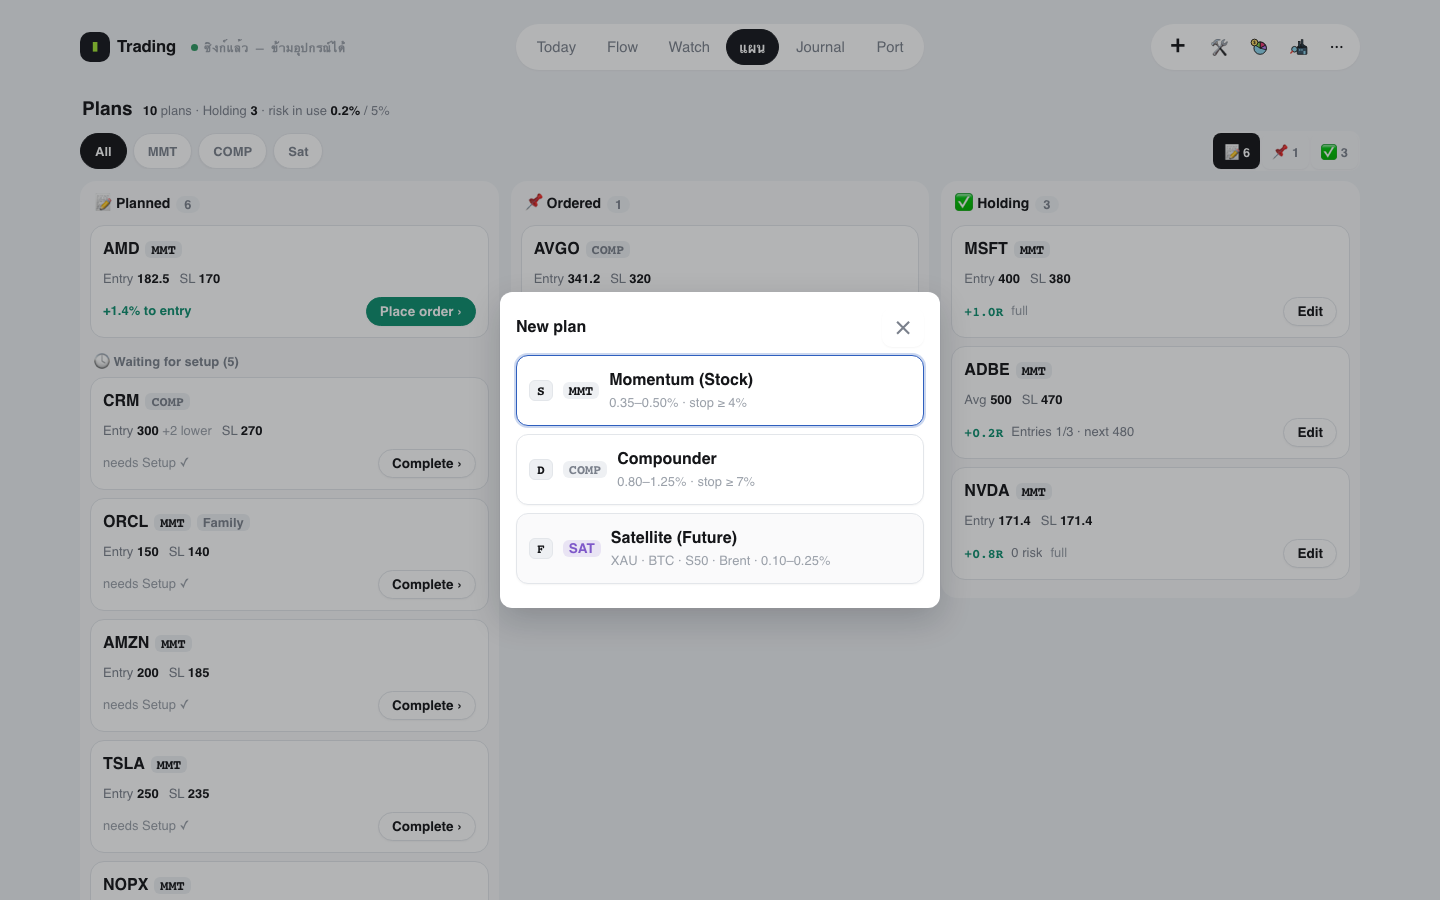 Trading
ซิงก์แล้ว — ข้ามอุปกรณ์ได้
Today Flow Watch แผน Journal Port
+ ···
Plans 10 plans · Holding 3 · risk in use 0.2% / 5%
All MMT COMP Sat
6 1 3
Planned 6
AMD MMT
Entry 182.5 SL 170
+1.4% to entry Place order ›
Waiting for setup (5)
CRM COMP
Entry 300 +2 lower SL 270
needs Setup ✓ Complete ›
ORCL MMT Family
Entry 150 SL 140
needs Setup ✓ Complete ›
AMZN MMT
Entry 200 SL 185
needs Setup ✓ Complete ›
TSLA MMT
Entry 250 SL 235
needs Setup ✓ Complete ›
NOPX MMT
Ordered 1
AVGO COMP
Entry 341.2 SL 320
Holding 3
MSFT MMT
Entry 400 SL 380
+1.0R full Edit
ADBE MMT
Avg 500 SL 470
+0.2R Entries 1/3 · next 480 Edit
NVDA MMT
Entry 171.4 SL 171.4
+0.8R 0 risk full Edit
New plan
S MMT Momentum (Stock)
0.35–0.50% · stop ≥ 4%
D COMP Compounder
0.80–1.25% · stop ≥ 7%
F SAT Satellite (Future)
XAU · BTC · S50 · Brent · 0.10–0.25%